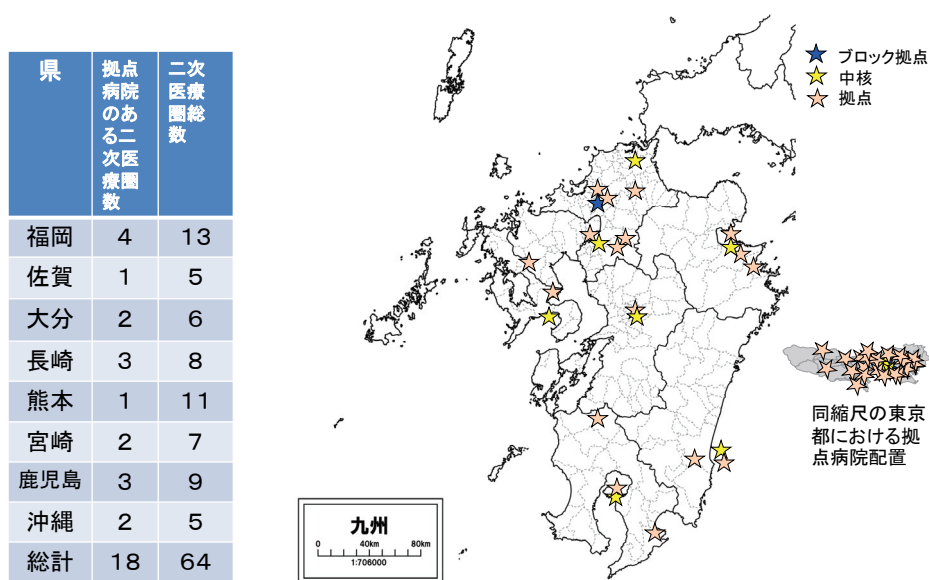 県 拠点病院のある二次医療圏数 二次医療圏総数
福岡 4 13
佐賀 1 5
大分 2 6
長崎 3 8
熊本 1 11
宮崎 2 7
鹿児島 3 9
沖縄 2 5
総計 18 64
ブロック拠点
中核
拠点
同縮尺の東京
都における拠
点病院配置
九州
0 40km 80km
1:706000